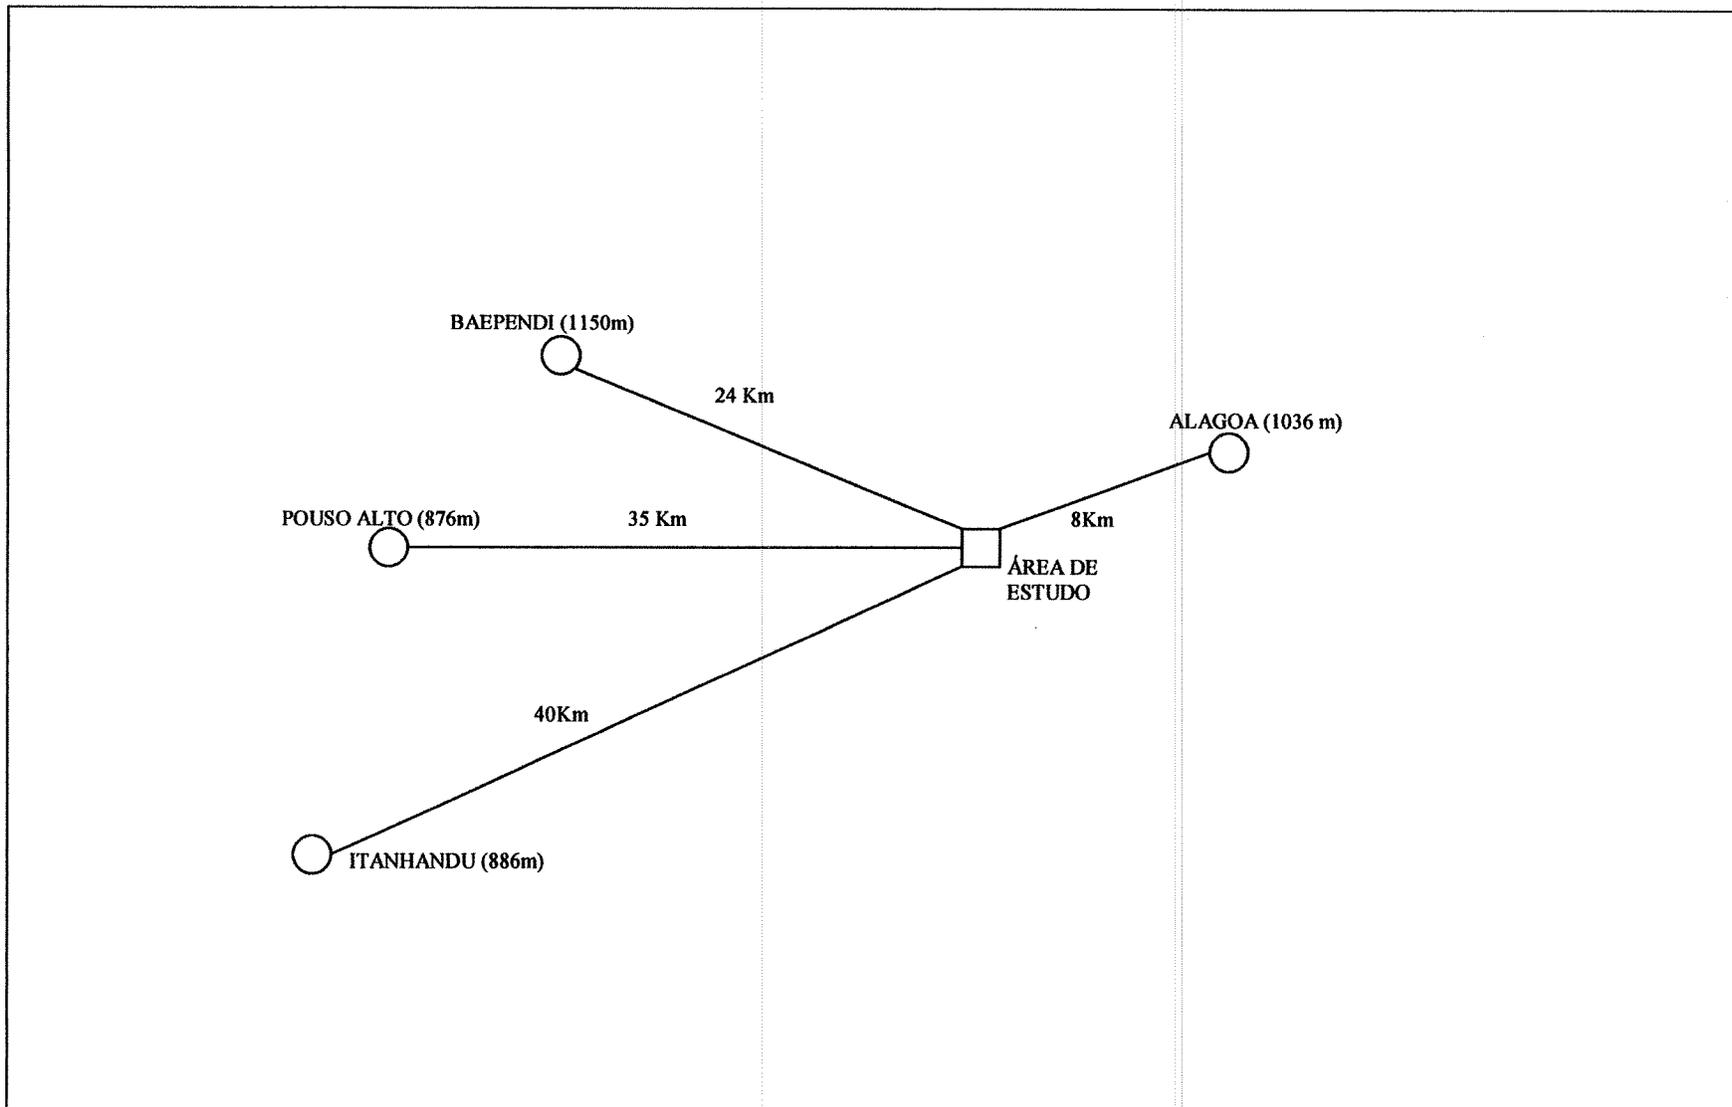 BAEPENDI (1150m)
24 Km
ALAGOA (1036 m)
POUSO ALTO (876m)
35 Km
8Km
ÁREA DE
ESTUDO
40Km
ITANHANDU (886m)